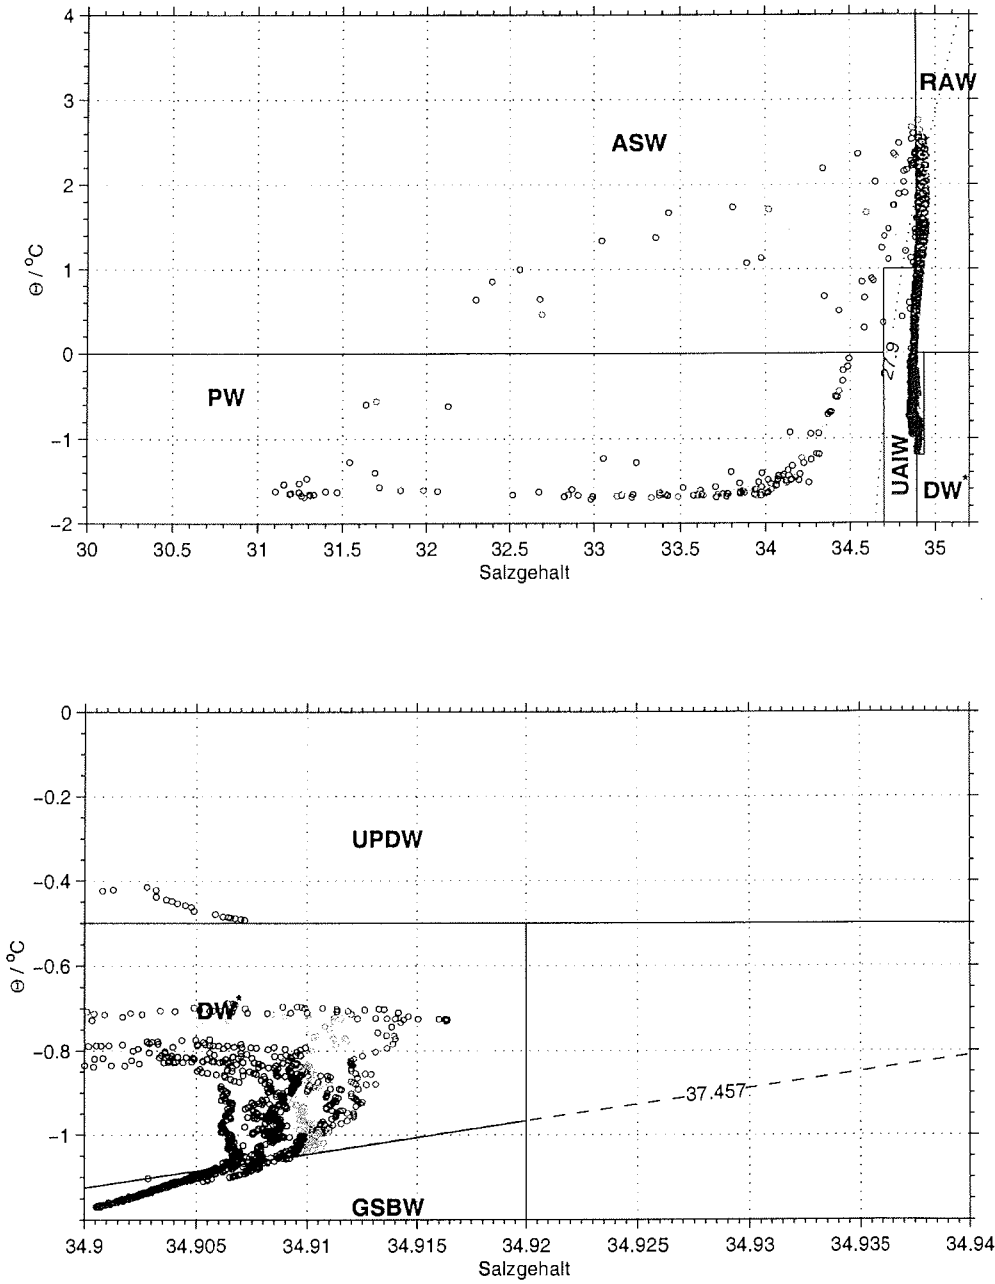 4
RAW
3
ASW
2
Θ / °C
1
0
27.9
PW
−1
UAIW
DW*
−2
30 30.5 31 31.5 32 32.5 33 33.5 34 34.5 35
Salzgehalt
0
−0.2
UPDW
−0.4
Θ / °C
−0.6
DW*
−0.8
37.457
−1
GSBW
34.9 34.905 34.91 34.915 34.92 34.925 34.93 34.935 34.94
Salzgehalt